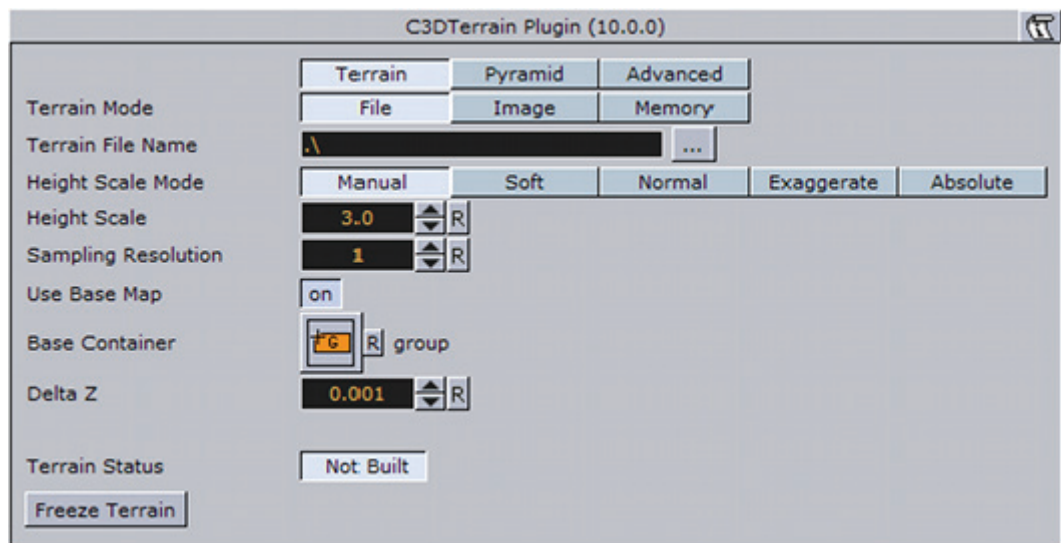 C3DTerrain Plugin (10.0.0)
Terrain Pyramid Advanced
Terrain Mode File Image Memory
Terrain File Name .\ ...
Height Scale Mode Manual Soft Normal Exaggerate Absolute
Height Scale 3.0 R
Sampling Resolution 1 R
Use Base Map on
Base Container G R group
Delta Z 0.001 R
Terrain Status Not Built
Freeze Terrain